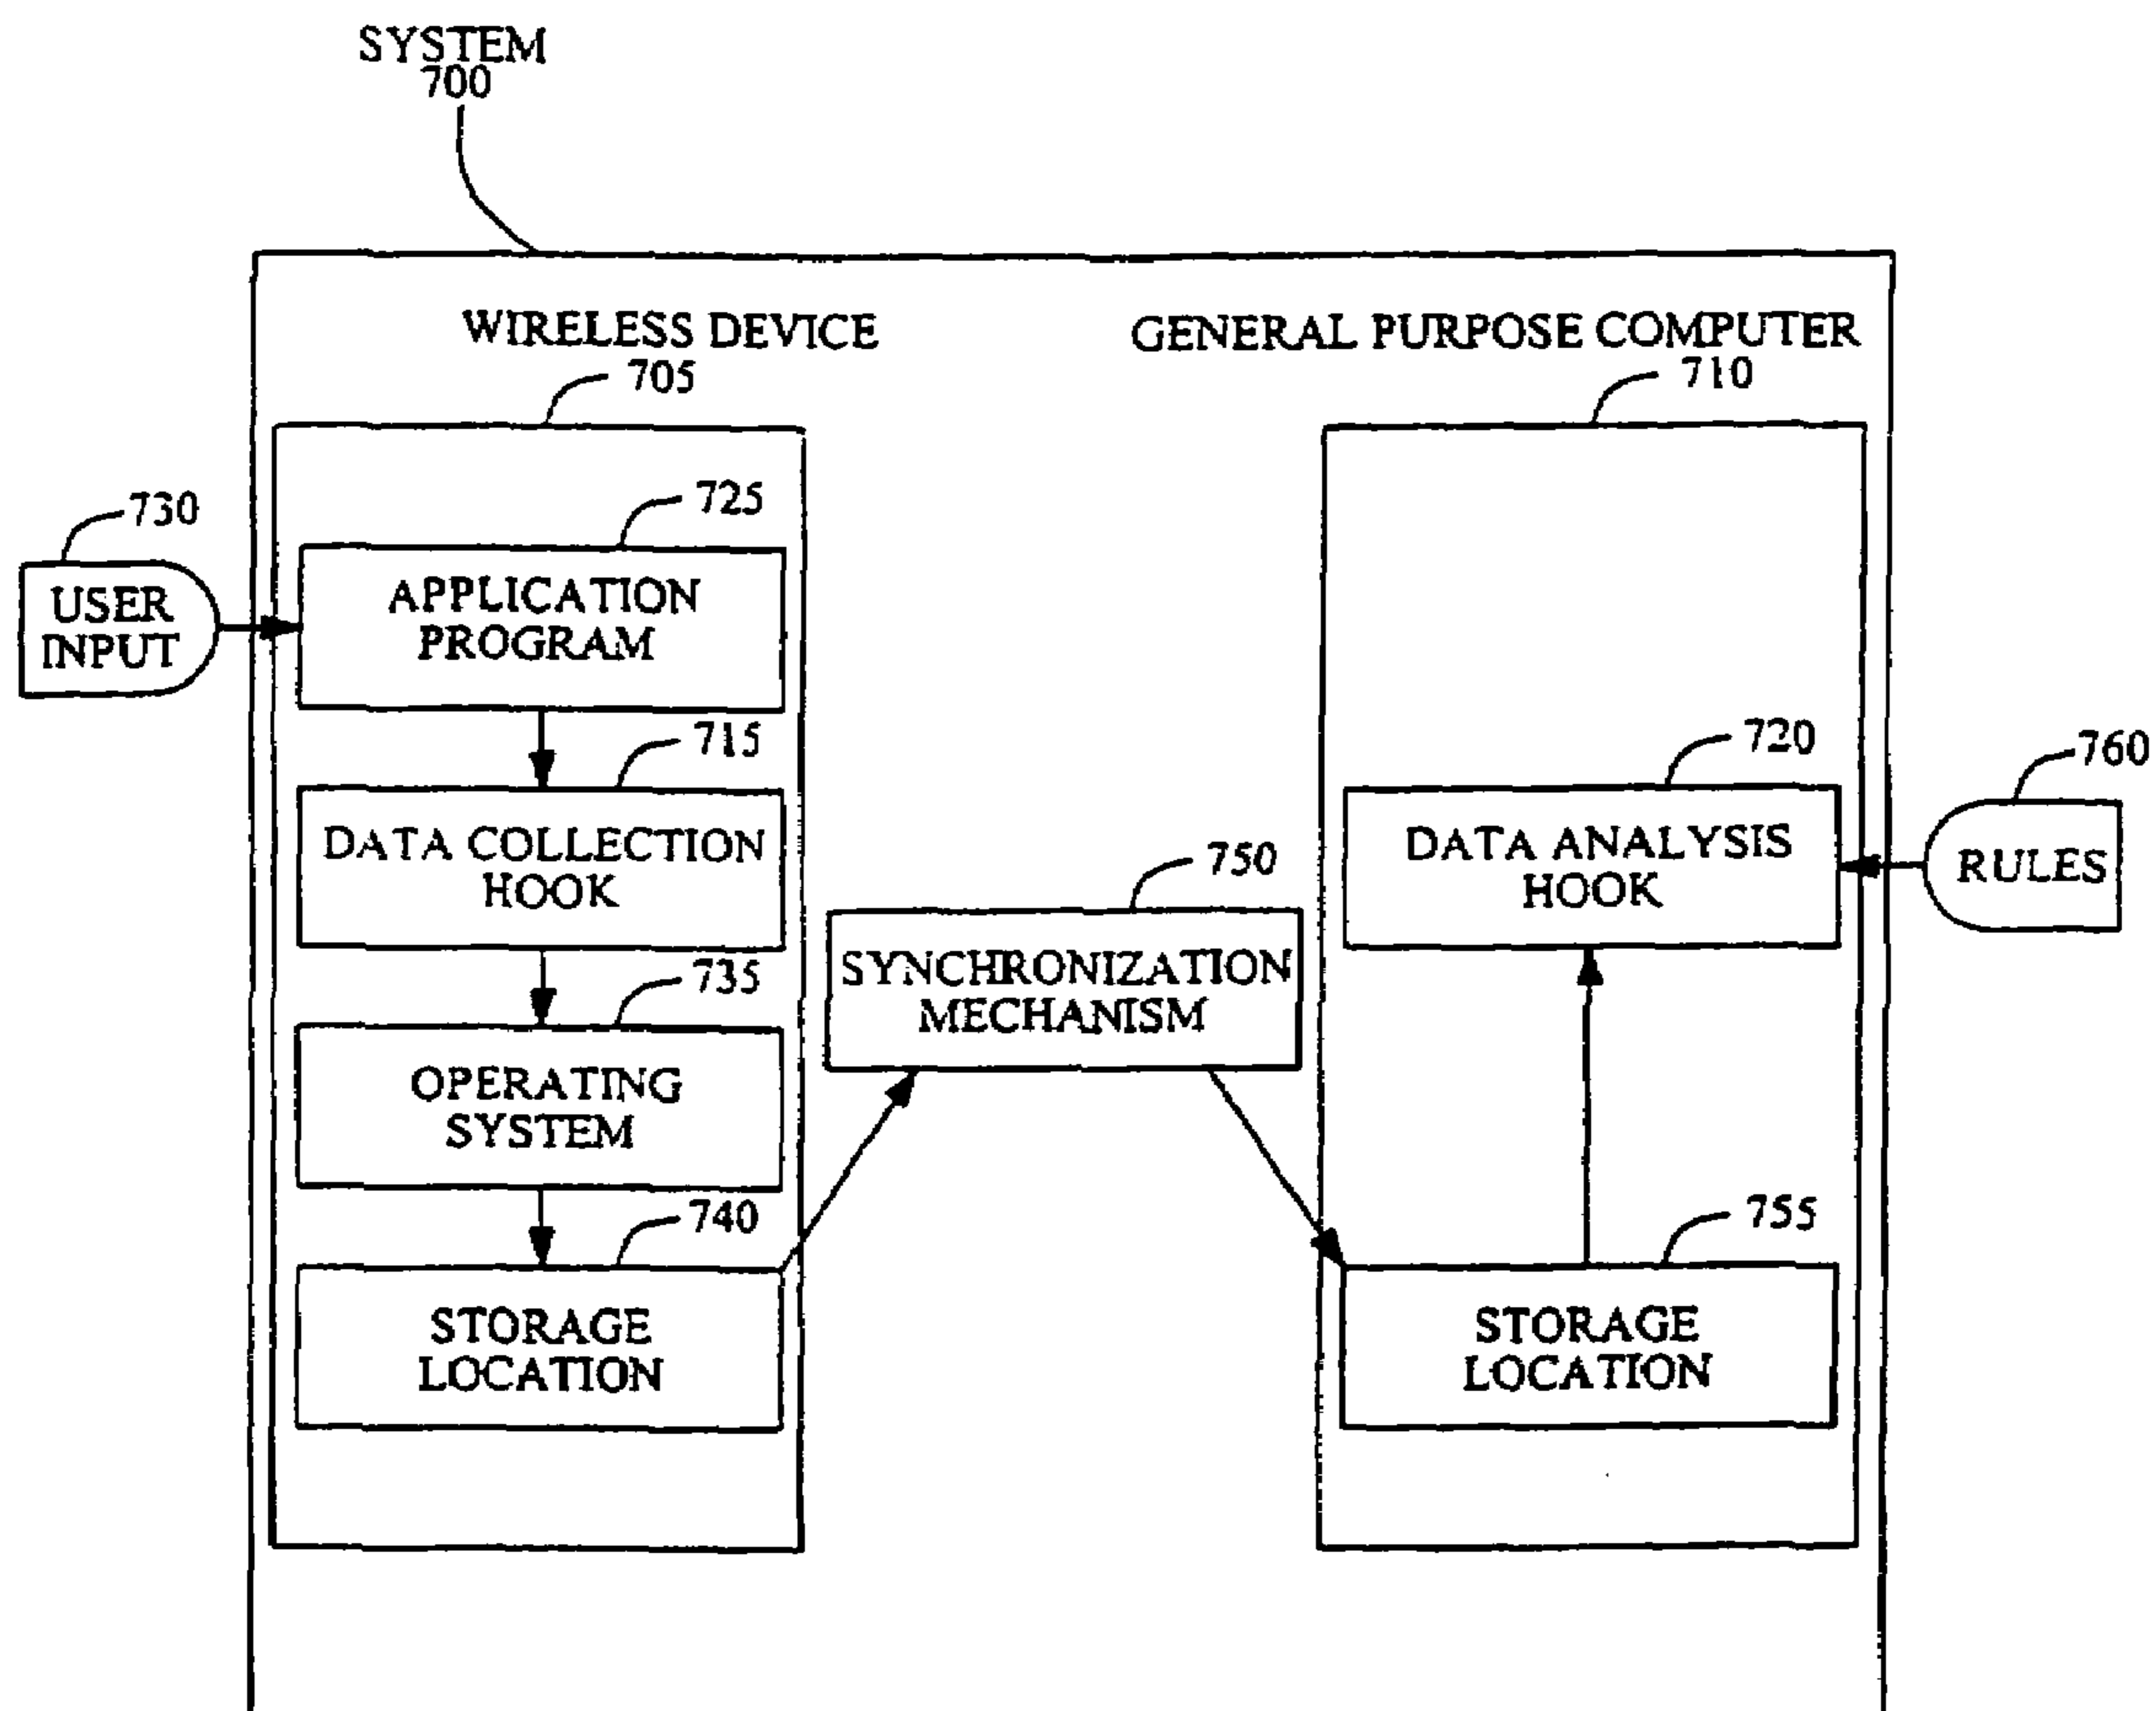 SYSTEM
700
WIRELESS DEVICE
705
GENERAL PURPOSE COMPUTER
710
730
USER
INPUT
725
APPLICATION
PROGRAM
715
DATA COLLECTION
HOOK
735
OPERATING
SYSTEM
740
STORAGE
LOCATION
750
SYNCHRONIZATION
MECHANISM
720
DATA ANALYSIS
HOOK
760
RULES
755
STORAGE
LOCATION